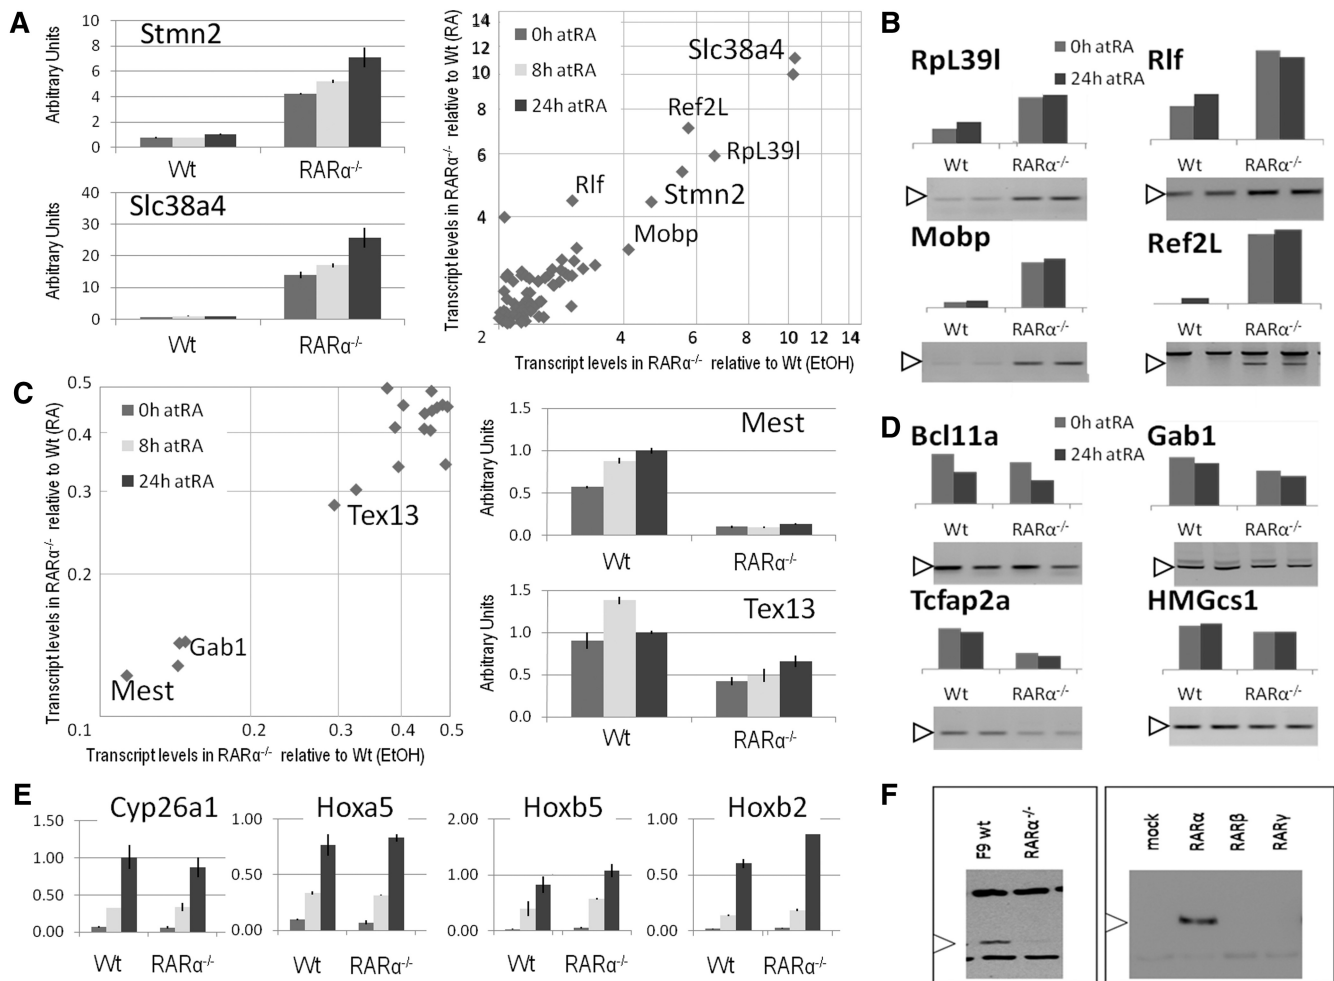 A
Stmn2
Arbitrary Units
10
8
6
4
2
0
Wt
RARα-/-
Slc38a4
Arbitrary Units
40
30
20
10
0
Wt
RARα-/-
Transcript levels in RARα-/- relative to Wt (RA)
14
12
10
8
6
4
2
0h atRA
8h atRA
24h atRA
Slc38a4
Ref2L
RpL39l
Rlf
Stmn2
Mobp
4
6
8
10
12
14
Transcript levels in RARα-/- relative to Wt (EtOH)
B
0h atRA
24h atRA
RpL39l
Wt
RARα-/-
Rlf
Wt
RARα-/-
Mobp
Wt
RARα-/-
Ref2L
Wt
RARα-/-
C
Transcript levels in RARα-/- relative to Wt (RA)
0.5
0.4
0.3
0.2
0.1
0h atRA
8h atRA
24h atRA
Tex13
Gab1
Mest
0.2
0.3
0.4
0.5
Transcript levels in RARα-/- relative to Wt (EtOH)
Mest
Arbitrary Units
1.5
1.0
0.5
0.0
Wt
RARα-/-
Tex13
Arbitrary Units
1.5
1.0
0.5
0.0
Wt
RARα-/-
D
0h atRA
24h atRA
Bcl11a
Wt
RARα-/-
Gab1
Wt
RARα-/-
Tcfap2a
Wt
RARα-/-
HMGcs1
Wt
RARα-/-
E
Cyp26a1
1.50
1.00
0.50
0.00
Wt
RARα-/-
Hoxa5
1.00
0.50
0.00
Wt
RARα-/-
Hoxb5
2.00
1.00
0.00
Wt
RARα-/-
Hoxb2
1.00
0.50
0.00
Wt
RARα-/-
F
F9 wt
RARα-/-
mock
RARα
RARβ
RARγ